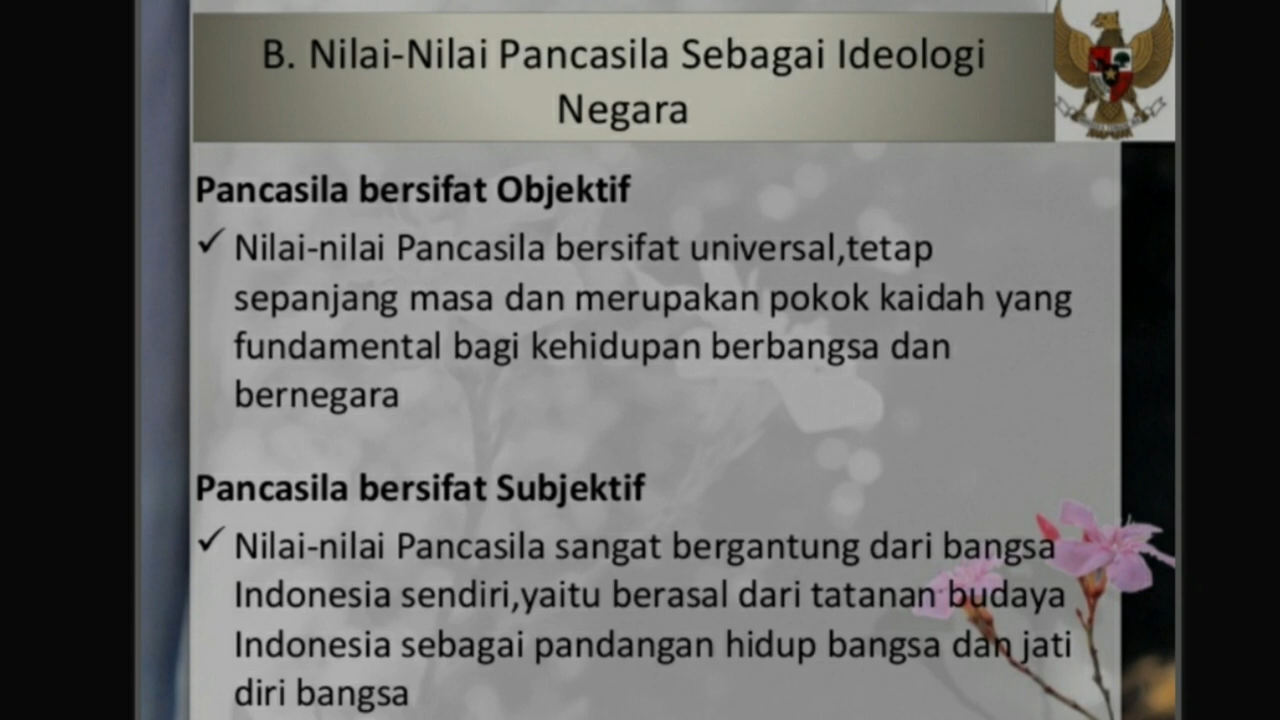 B. Nilai-Nilai Pancasila Sebagai Ideologi
Negara
Pancasila bersifat Objektif
✓ Nilai-nilai Pancasila bersifat universal,tetap
sepanjang masa dan merupakan pokok kaidah yang
fundamental bagi kehidupan berbangsa dan
bernegara
Pancasila bersifat Subjektif
✓ Nilai-nilai Pancasila sangat bergantung dari bangsa
Indonesia sendiri,yaitu berasal dari tatanan budaya
Indonesia sebagai pandangan hidup bangsa dan jati
diri bangsa